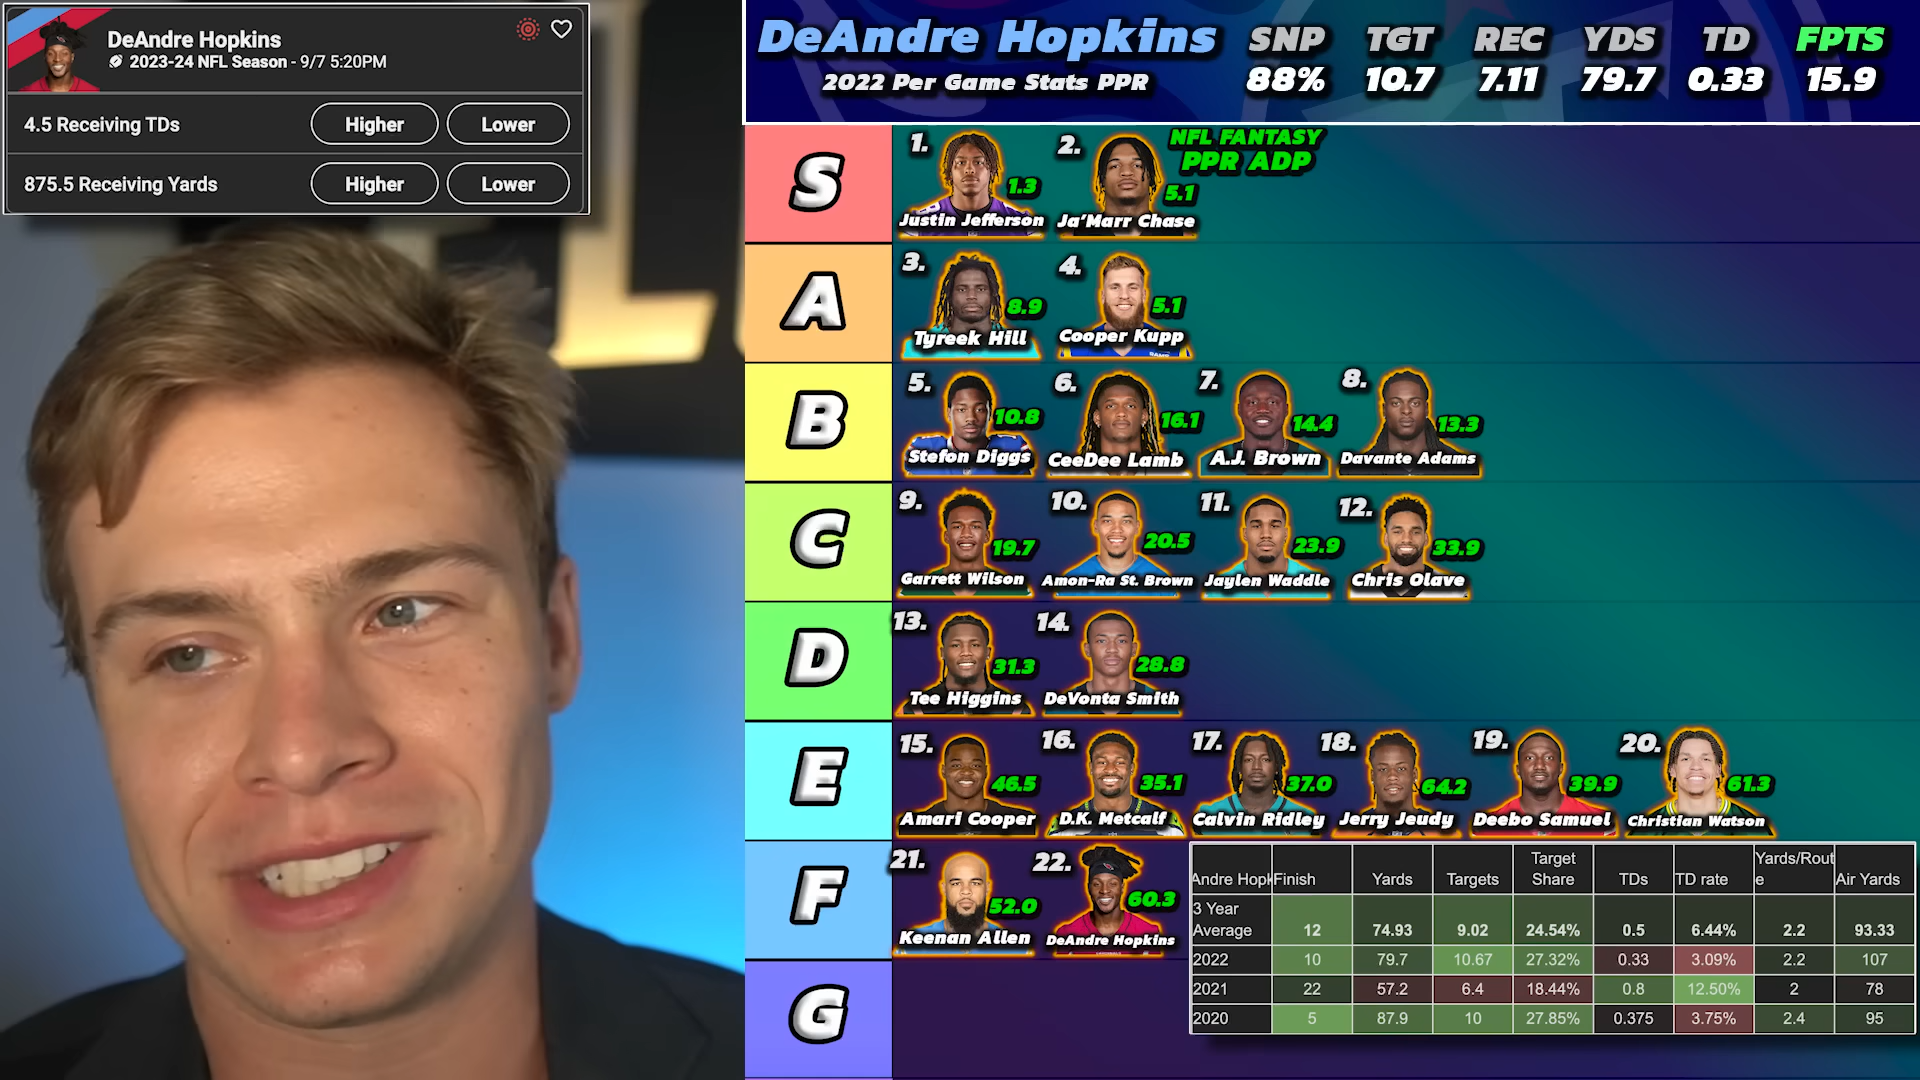 DeAndre Hopkins
2023-24 NFL Season - 9/7 5:20PM
4.5 Receiving TDs Higher Lower
875.5 Receiving Yards Higher Lower
DeAndre Hopkins SNP TGT REC YDS TD FPTS
2022 Per Game Stats PPR 88% 10.7 7.11 79.7 0.33 15.9
NFL FANTASY
PPR ADP
S
1. 1.3 2. 5.1
Justin Jefferson Ja'Marr Chase
A
3. 8.9 4. 5.1
Tyreek Hill Cooper Kupp
B
5. 10.8 6. 16.1 7. 14.4 8. 13.3
Stefon Diggs CeeDee Lamb A.J. Brown Davante Adams
C
9. 19.7 10. 20.5 11. 23.9 12. 33.9
Garrett Wilson Amon-Ra St. Brown Jaylen Waddle Chris Olave
D
13. 31.3 14. 28.8
Tee Higgins DeVonta Smith
E
15. 46.5 16. 35.1 17. 37.0 18. 64.2 19. 39.9 20. 61.3
Amari Cooper D.K. Metcalf Calvin Ridley Jerry Jeudy Deebo Samuel Christian Watson
F
21. 52.0 22. 60.3
Keenan Allen DeAndre Hopkins
G
Andre Hopk Finish Yards Targets Target Share TDs TD rate Yards/Route Air Yards
3 Year Average 12 74.93 9.02 24.54% 0.5 6.44% 2.2 93.33
2022 10 79.7 10.67 27.32% 0.33 3.09% 2.2 107
2021 22 57.2 6.4 18.44% 0.8 12.50% 2 78
2020 5 87.9 10 27.85% 0.375 3.75% 2.4 95